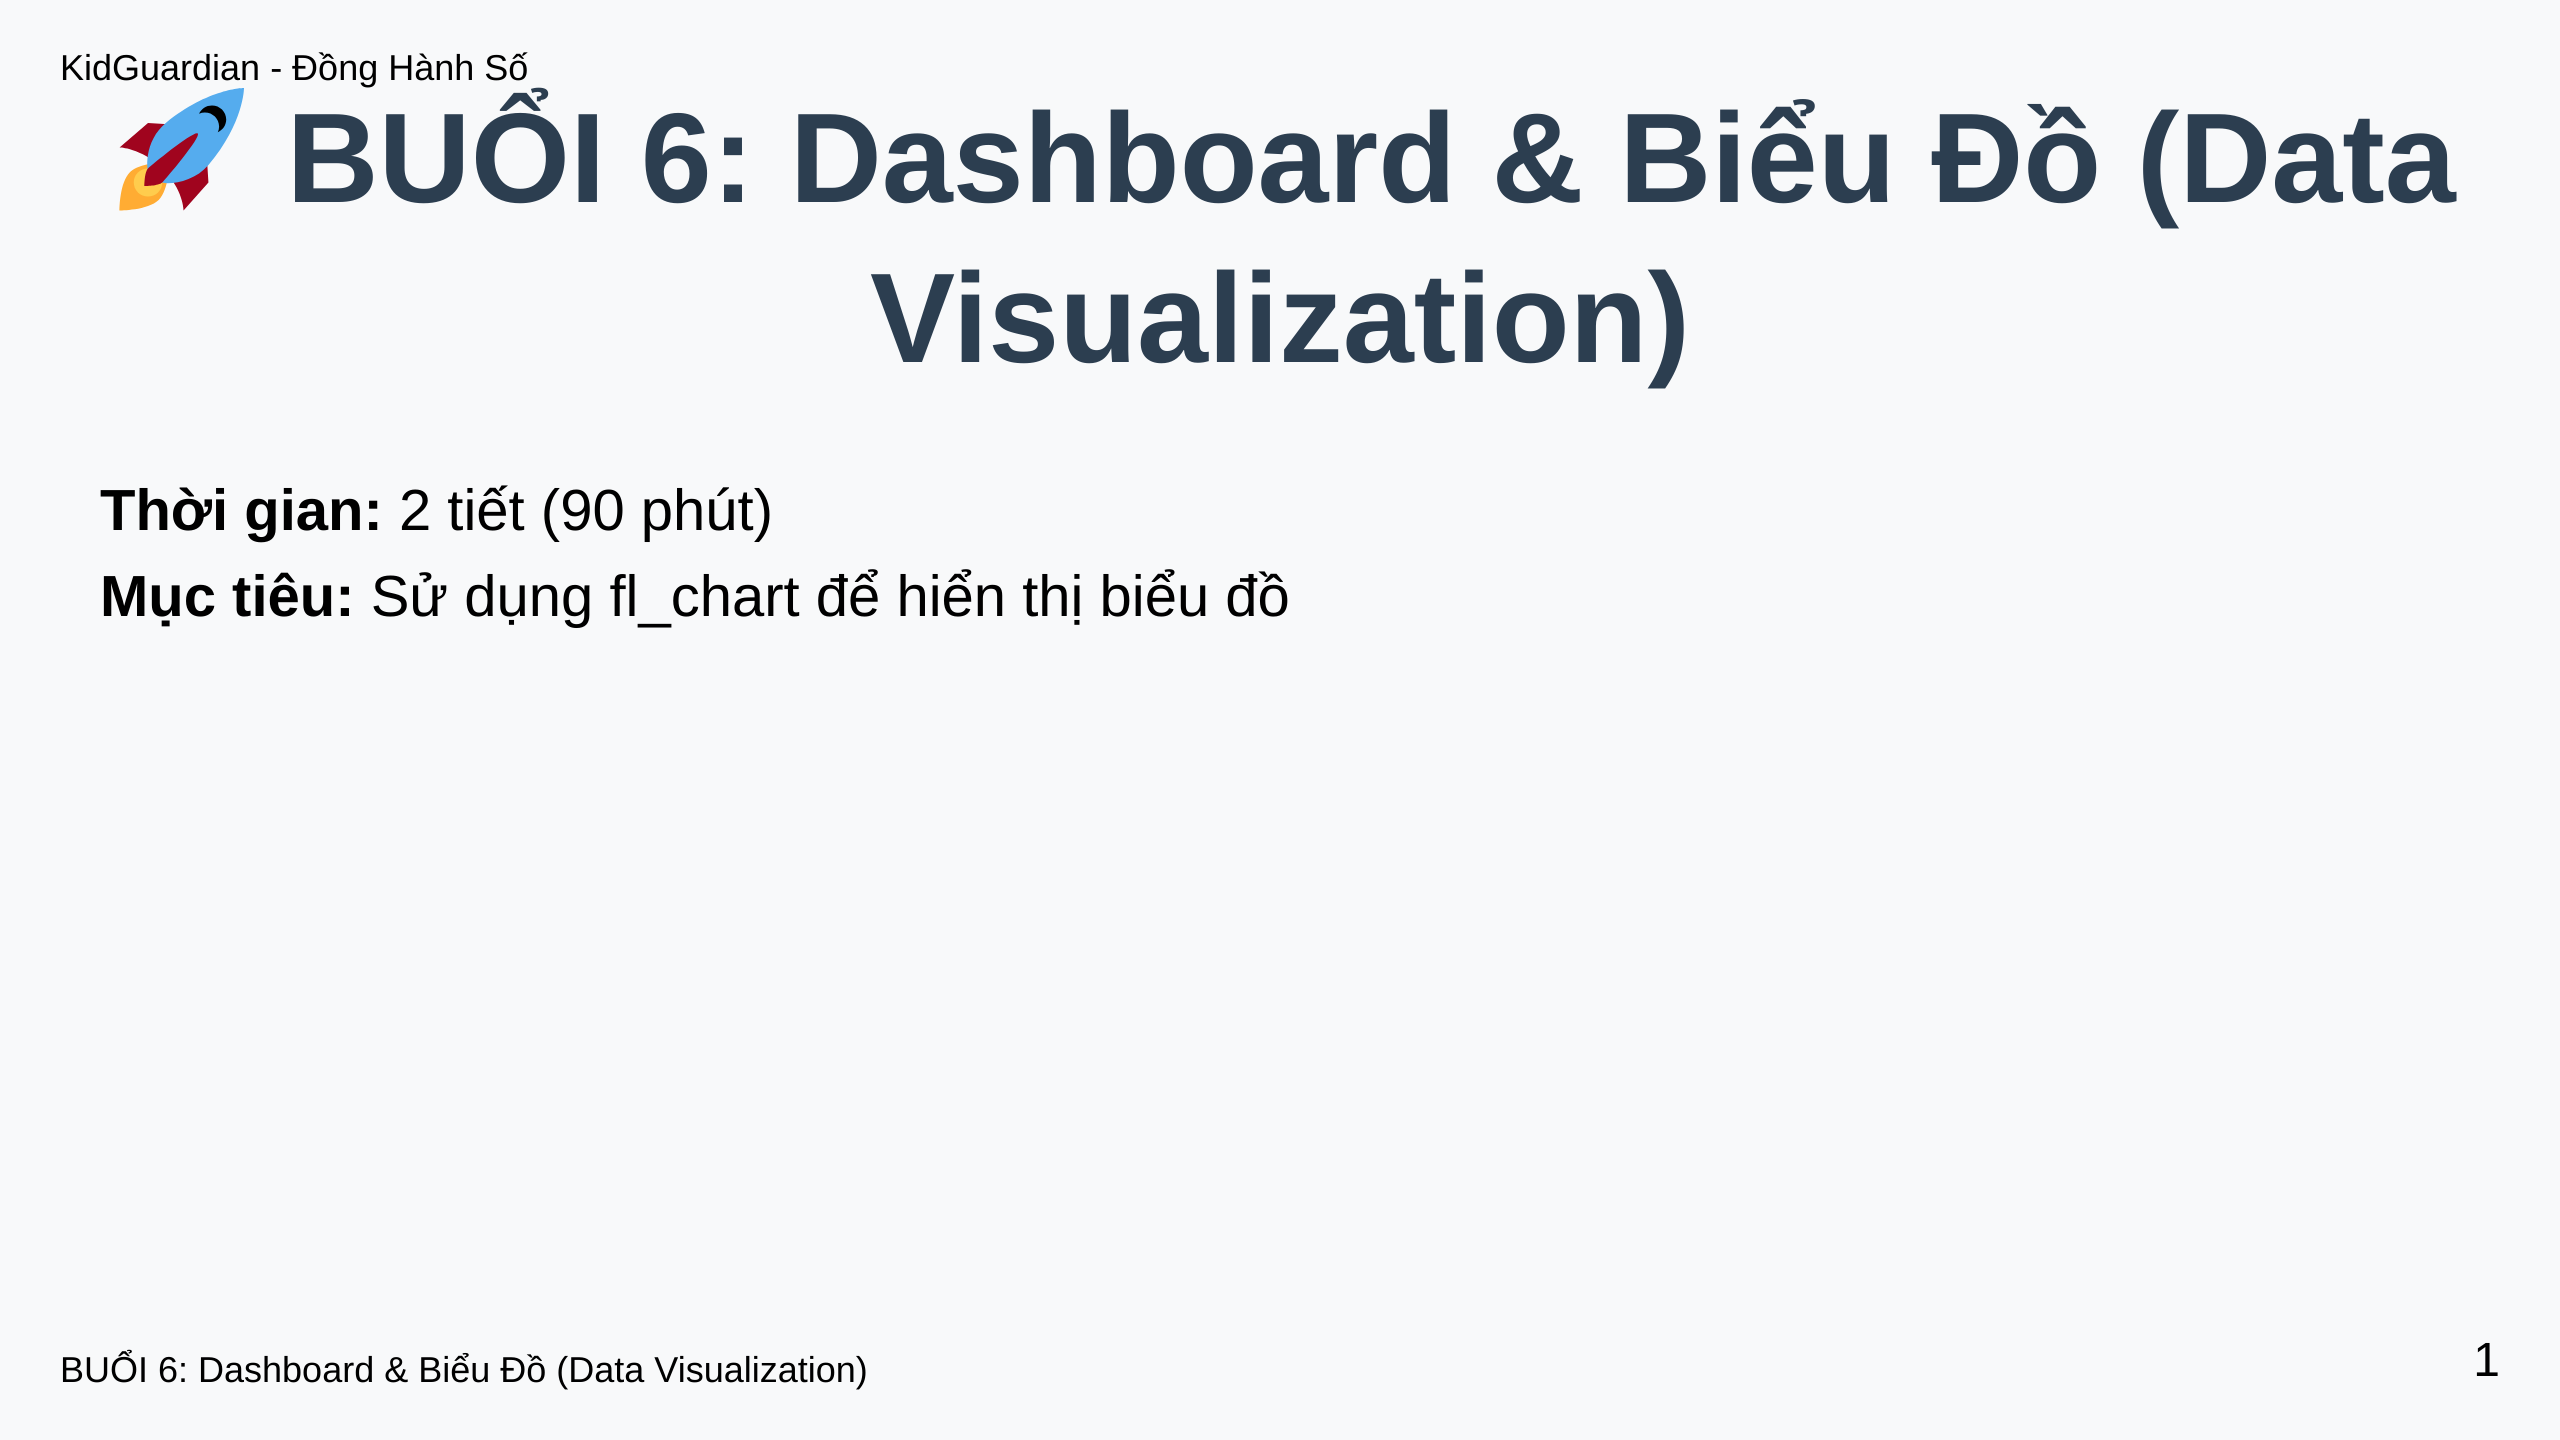 KidGuardian - Đồng Hành Số
🚀 BUỔI 6: Dashboard & Biểu Đồ (Data
Visualization)
Thời gian: 2 tiết (90 phút)
Mục tiêu: Sử dụng fl_chart để hiển thị biểu đồ
BUỔI 6: Dashboard & Biểu Đồ (Data Visualization)
1